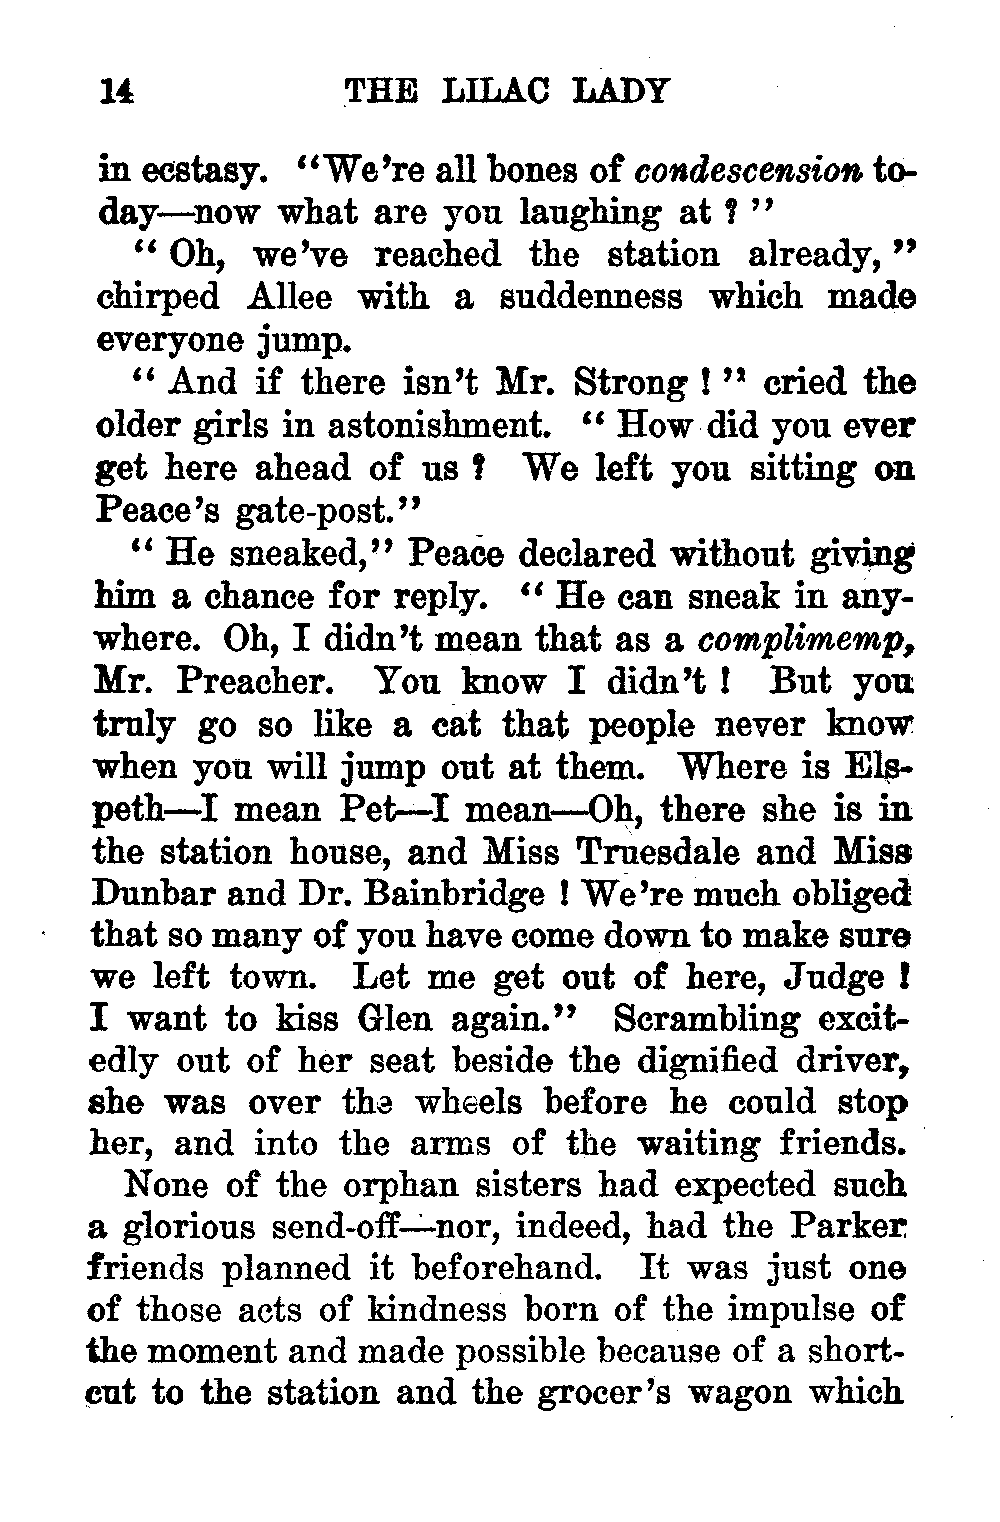 14 THE LILAC LADY
in ecstasy. "We're all bones of condescension to-
day—now what are you laughing at ? "
" Oh, we've reached the station already, "
chirped Allee with a suddenness which made
everyone jump.
" And if there isn't Mr. Strong ! " cried the
older girls in astonishment. " How did you ever
get here ahead of us ? We left you sitting on
Peace's gate-post."
" He sneaked," Peace declared without giving
him a chance for reply. " He can sneak in any-
where. Oh, I didn't mean that as a complimemp,
Mr. Preacher. You know I didn't ! But you
truly go so like a cat that people never know
when you will jump out at them. Where is Els-
peth—I mean Pet—I mean—Oh, there she is in
the station house, and Miss Truesdale and Miss
Dunbar and Dr. Bainbridge ! We're much obliged
that so many of you have come down to make sure
we left town. Let me get out of here, Judge !
I want to kiss Glen again." Scrambling excit-
edly out of her seat beside the dignified driver,
she was over the wheels before he could stop
her, and into the arms of the waiting friends.
None of the orphan sisters had expected such
a glorious send-off—nor, indeed, had the Parker
friends planned it beforehand. It was just one
of those acts of kindness born of the impulse of
the moment and made possible because of a short-
cut to the station and the grocer's wagon which